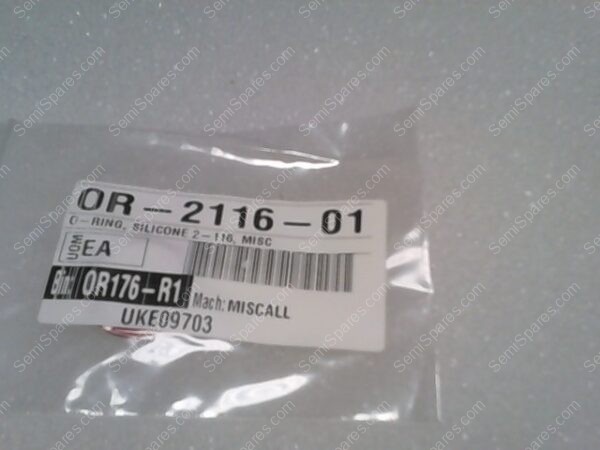 OR-2116-01
O-RING, SILICONE 2-116, MISC
UOM EA
Bin: OR176-R1 Mach: MISCALL
UKE09703
SemiSpares.com